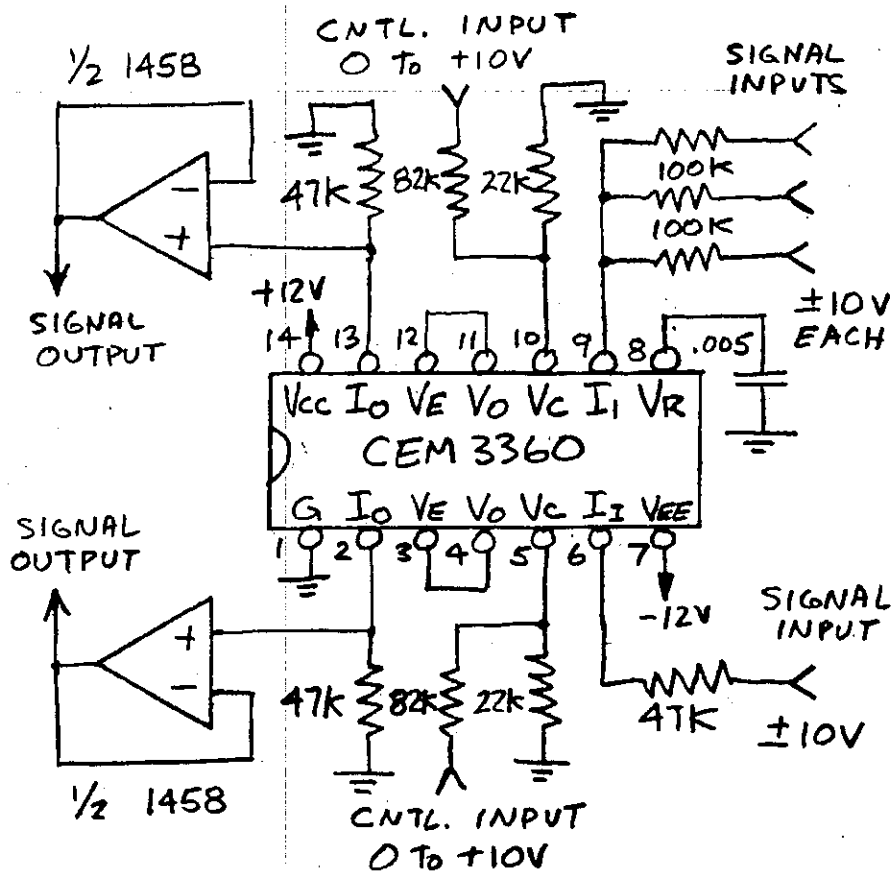 CNTL. INPUT
0 TO +10V
½ 1458
SIGNAL
INPUTS
47K
82K
22K
100K
100K
+12V
SIGNAL
OUTPUT
±10V
EACH
14 13 12 11 10 9 8 .005
VCC IO VE VO VC II VR
CEM 3360
G IO VE VO VC II VEE
1 2 3 4 5 6 7
SIGNAL
OUTPUT
-12V
SIGNAL
INPUT
47K 82K 22K
47K
±10V
½ 1458
CNTL. INPUT
0 TO +10V